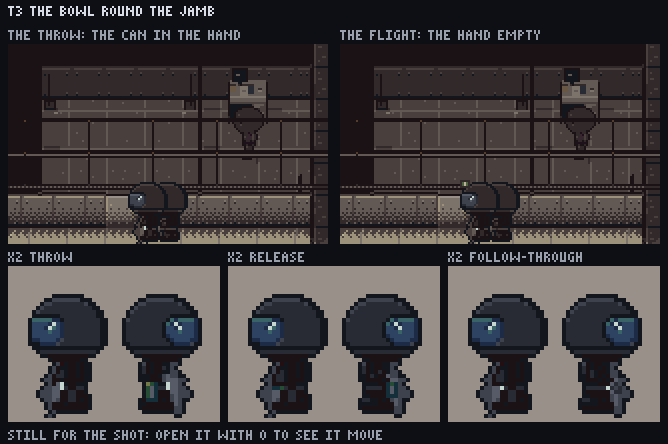 T3 THE BOWL ROUND THE JAMB
THE THROW: THE CAN IN THE HAND
THE FLIGHT: THE HAND EMPTY
X2 THROW
X2 RELEASE
X2 FOLLOW-THROUGH
STILL FOR THE SHOT: OPEN IT WITH O TO SEE IT MOVE